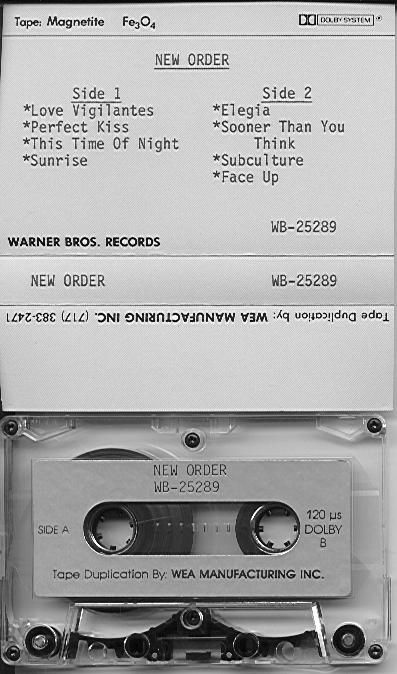 Tape: Magnetite Fe3O4 DOLBY SYSTEM ®
NEW ORDER
Side 1
*Love Vigilantes
*Perfect Kiss
*This Time Of Night
*Sunrise
Side 2
*Elegia
*Sooner Than You
Think
*Subculture
*Face Up
WB-25289
WARNER BROS. RECORDS
NEW ORDER WB-25289
Tape Duplication by: WEA MANUFACTURING INC. (717) 383-2471
NEW ORDER
WB-25289
SIDE A
120 µs
DOLBY
B
Tape Duplication By: WEA MANUFACTURING INC.